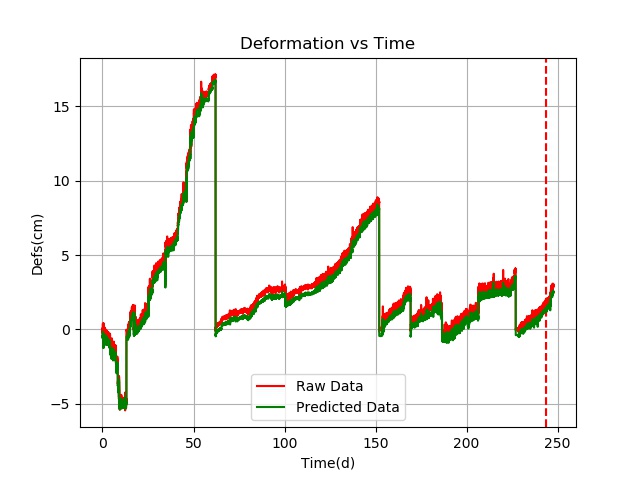 Deformation vs Time
Defs(cm)
15
10
5
0
−5
Raw Data
Predicted Data
0
50
100
150
200
250
Time(d)